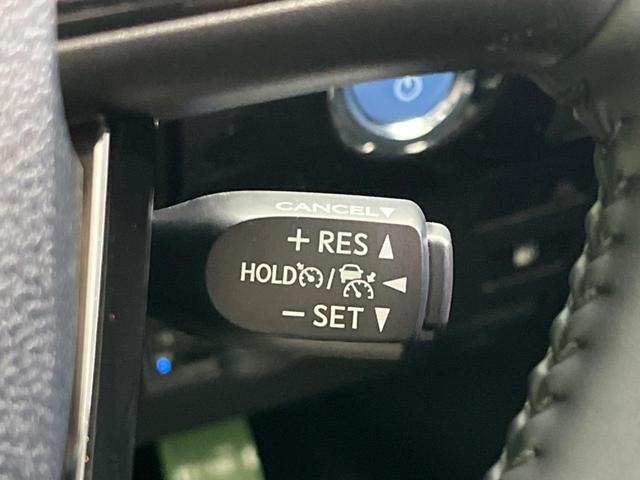 CANCEL▼
+ RES ▲
HOLD / ◀
− SET ▼